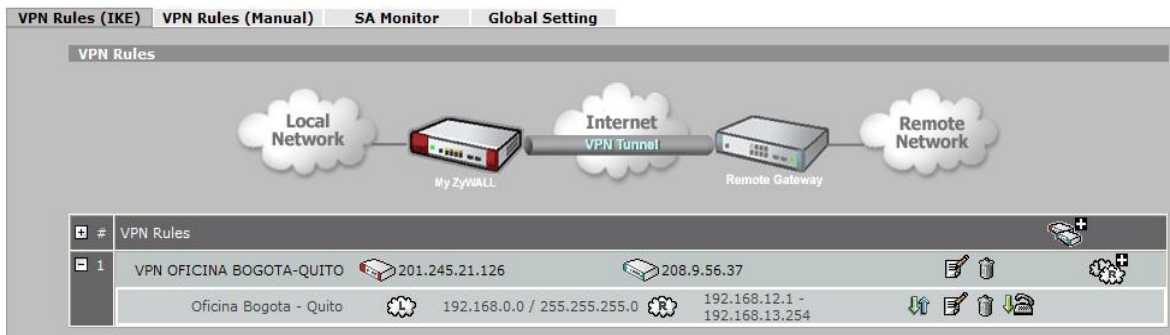 VPN Rules (IKE) VPN Rules (Manual) SA Monitor Global Setting
VPN Rules
Local
Network
Internet
VPN Tunnel
Remote
Network
My ZyWALL
Remote Gateway
# VPN Rules
1 VPN OFICINA BOGOTA-QUITO 201.245.21.126 208.9.56.37
R
Oficina Bogota - Quito L 192.168.0.0 / 255.255.255.0 R 192.168.12.1 -
192.168.13.254